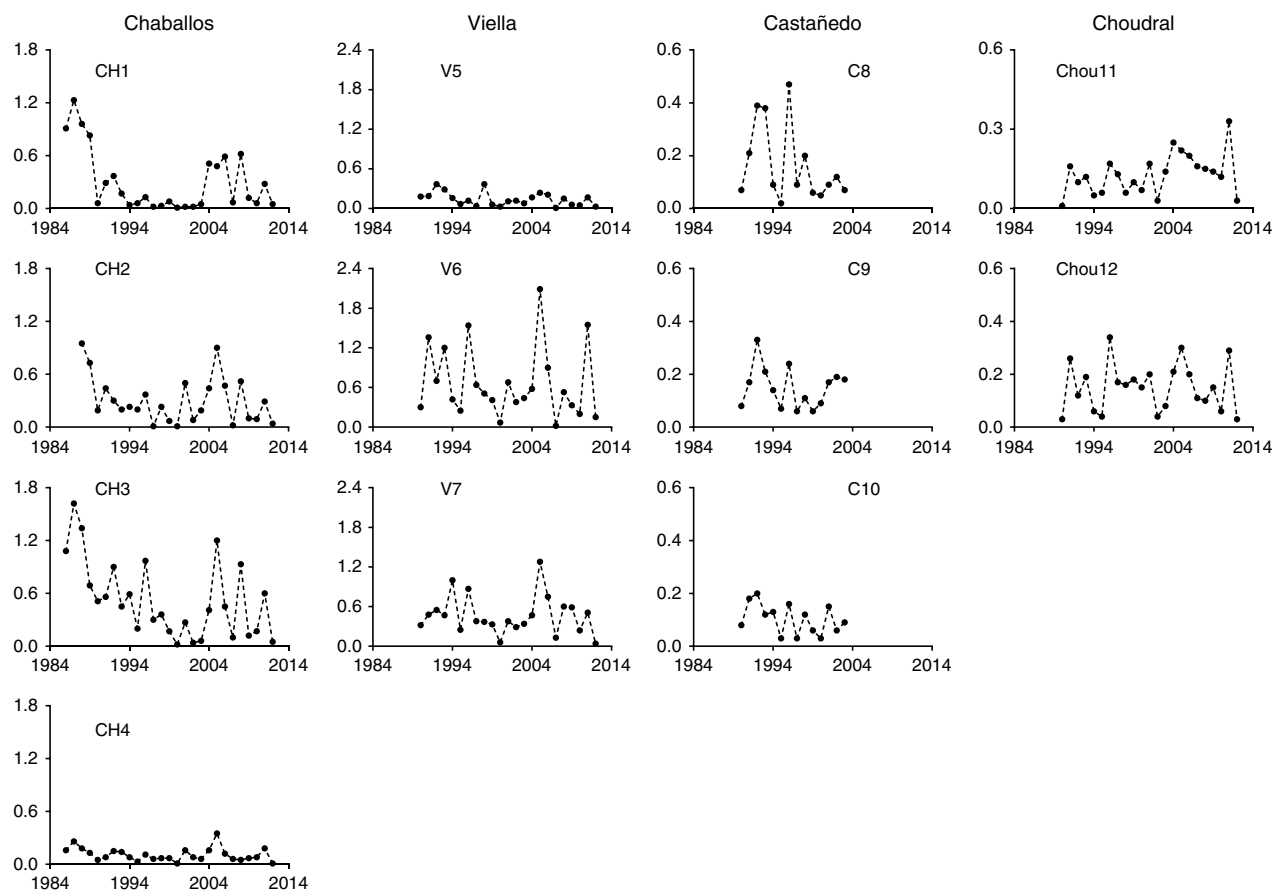 Chaballos Viella Castañedo Choudral
1.8 2.4 0.6 0.6
CH1 V5 C8 Chou11
1.8
1.2 0.4
0.3
1.2
0.6 0.2
0.6
0.0 0.0 0.0 0.0
1984 1994 2004 2014 1984 1994 2004 2014 1984 1994 2004 2014 1984 1994 2004 2014
1.8 2.4 0.6 0.6
CH2 V6 C9 Chou12
1.8
1.2 0.4 0.4
1.2
0.6 0.2 0.2
0.6
0.0 0.0 0.0 0.0
1984 1994 2004 2014 1984 1994 2004 2014 1984 1994 2004 2014 1984 1994 2004 2014
1.8 2.4 0.6
CH3 V7 C10
1.8
1.2 0.4
1.2
0.6 0.2
0.6
0.0 0.0 0.0
1984 1994 2004 2014 1984 1994 2004 2014 1984 1994 2004 2014
1.8
CH4
1.2
0.6
0.0
1984 1994 2004 2014